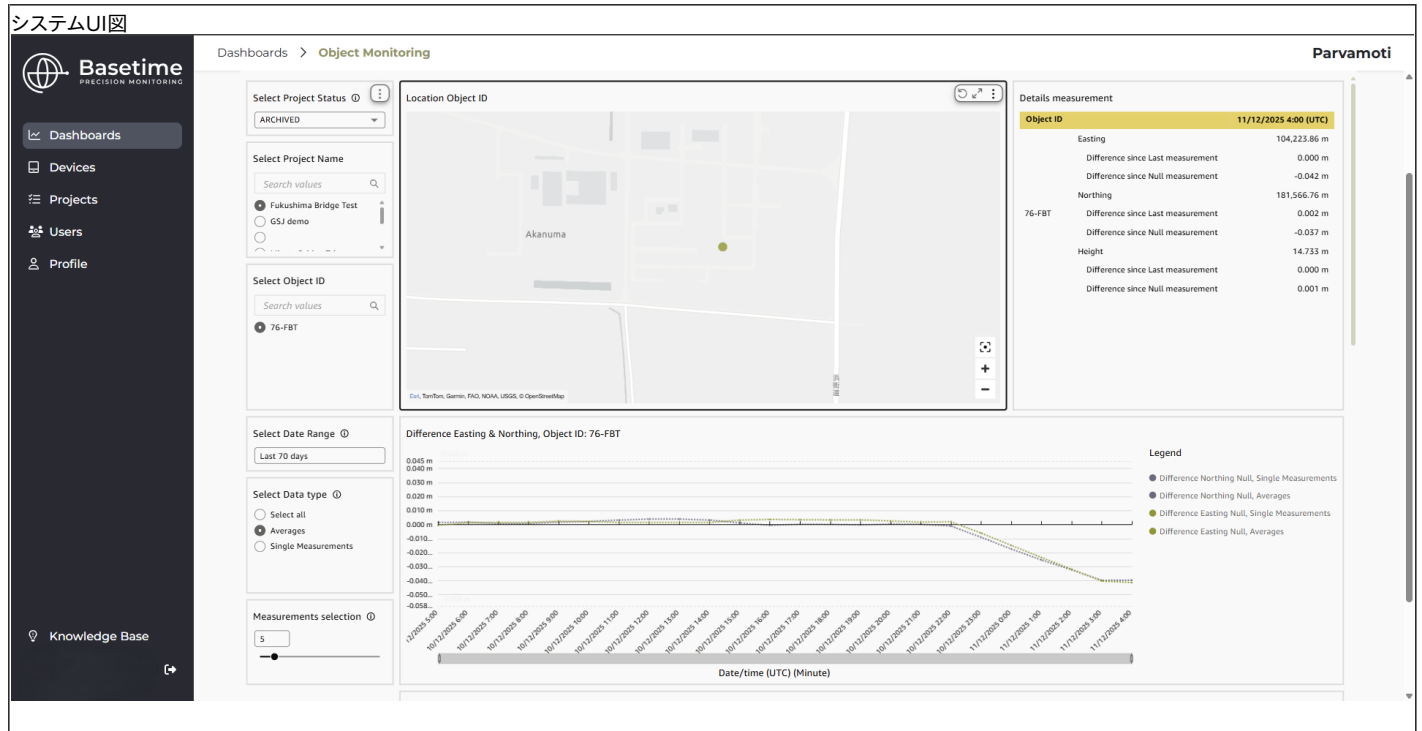 システムUI図
Basetime
PRECISION MONITORING
Dashboards
Devices
Projects
Users
Profile
Knowledge Base
Dashboards > Object Monitoring
Parvamoti
Select Project Status
ARCHIVED
Select Project Name
Search values
Fukushima Bridge Test
GSJ demo
Select Object ID
Search values
76-FBT
Location Object ID
Akanuma
浜街道
Esri, TomTom, Garmin, FAO, NOAA, USGS, © OpenStreetMap
Details measurement
Object ID 11/12/2025 4:00 (UTC)
Easting 104,223.86 m
Difference since Last measurement 0.000 m
Difference since Null measurement -0.042 m
Northing 181,566.76 m
76-FBT Difference since Last measurement 0.002 m
Difference since Null measurement -0.037 m
Height 14.733 m
Difference since Last measurement 0.000 m
Difference since Null measurement 0.001 m
Select Date Range
Last 70 days
Select Data type
Select all
Averages
Single Measurements
Measurements selection
5
Difference Easting & Northing, Object ID: 76-FBT
0.045 m
0.040 m
0.030 m
0.020 m
0.010 m
0.000 m
-0.010...
-0.020...
-0.030...
-0.040...
-0.050...
-0.058...
10/12/2025 6:00
10/12/2025 7:00
10/12/2025 8:00
10/12/2025 9:00
10/12/2025 10:00
10/12/2025 11:00
10/12/2025 12:00
10/12/2025 13:00
10/12/2025 14:00
10/12/2025 15:00
10/12/2025 16:00
10/12/2025 17:00
10/12/2025 18:00
10/12/2025 19:00
10/12/2025 20:00
10/12/2025 21:00
10/12/2025 22:00
10/12/2025 23:00
11/12/2025 0:00
11/12/2025 1:00
11/12/2025 2:00
11/12/2025 3:00
11/12/2025 4:00
Date/time (UTC) (Minute)
Legend
Difference Northing Null, Single Measurements
Difference Northing Null, Averages
Difference Easting Null, Single Measurements
Difference Easting Null, Averages